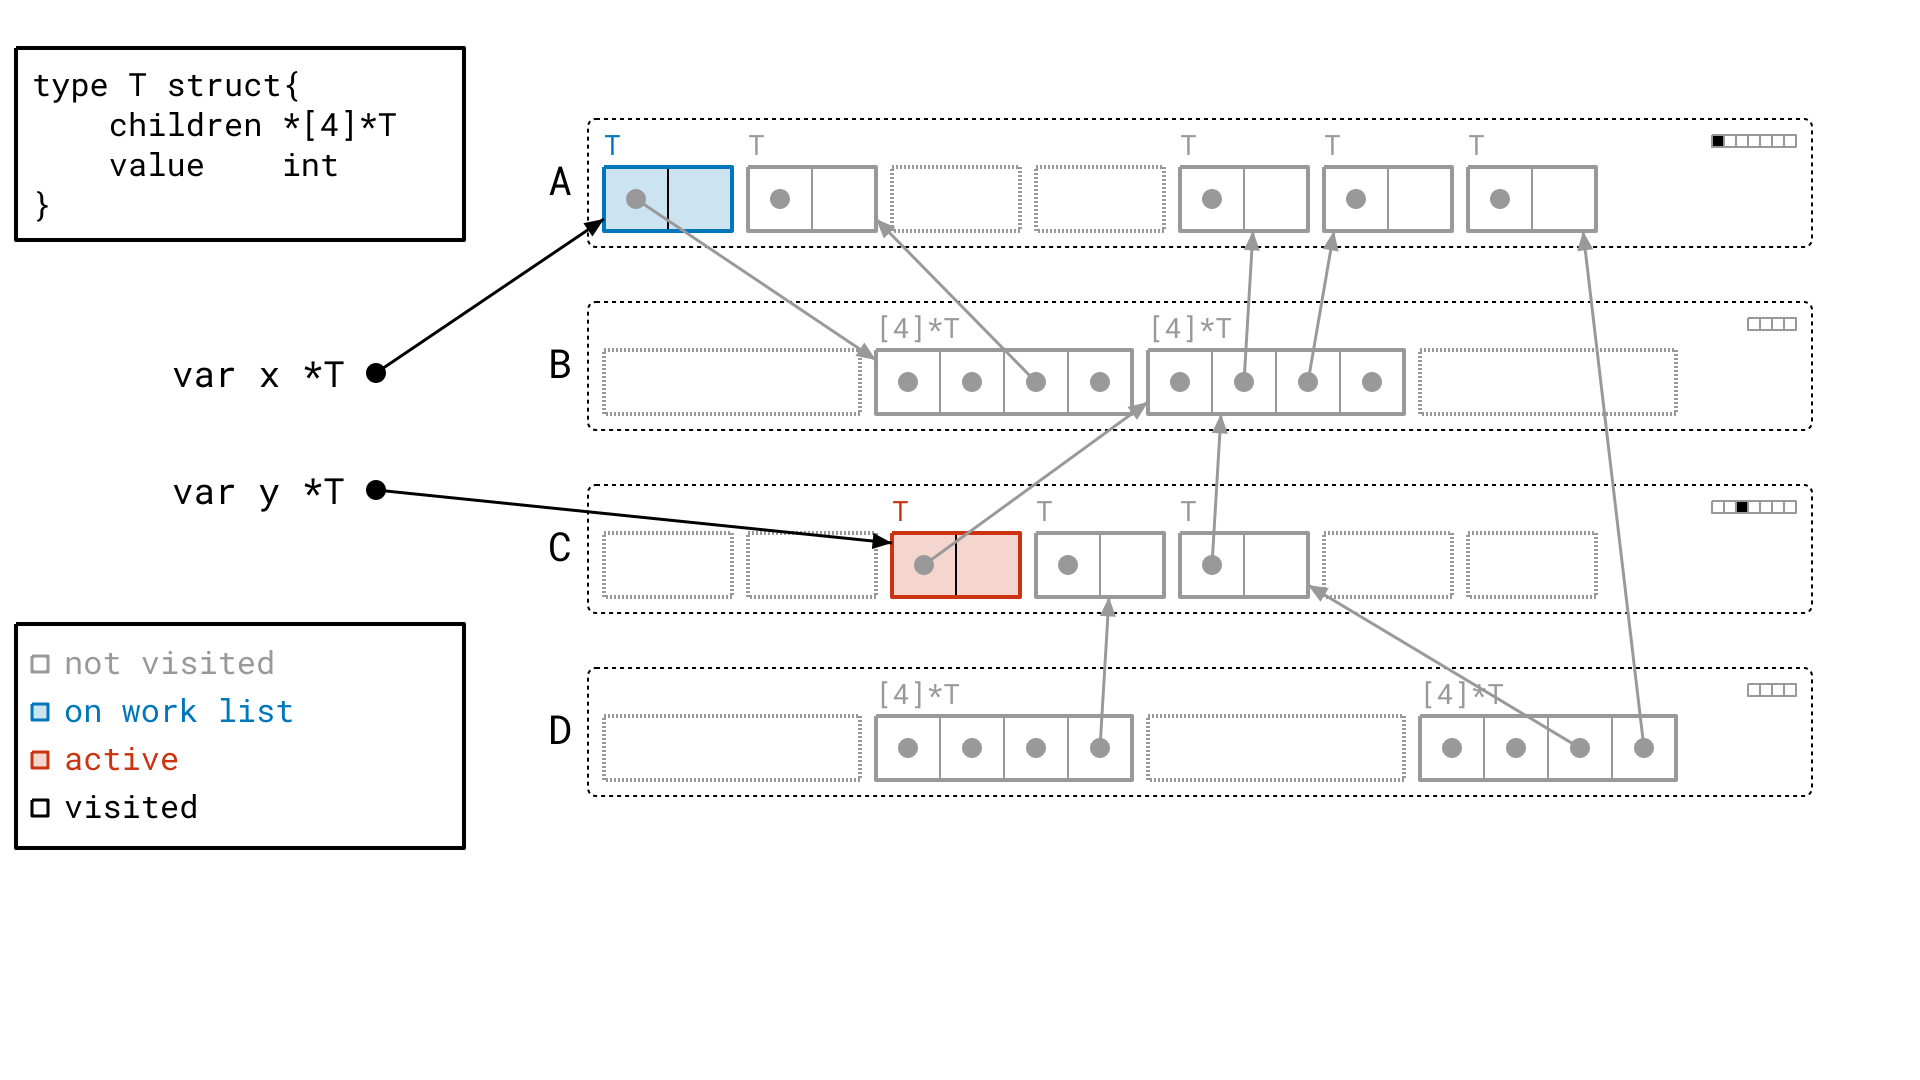 type T struct{
    children *[4]*T
    value    int
}
var x *T
var y *T
not visited
on work list
active
visited
A
T T T T T
B
[4]*T [4]*T
C
T T T
D
[4]*T [4]*T